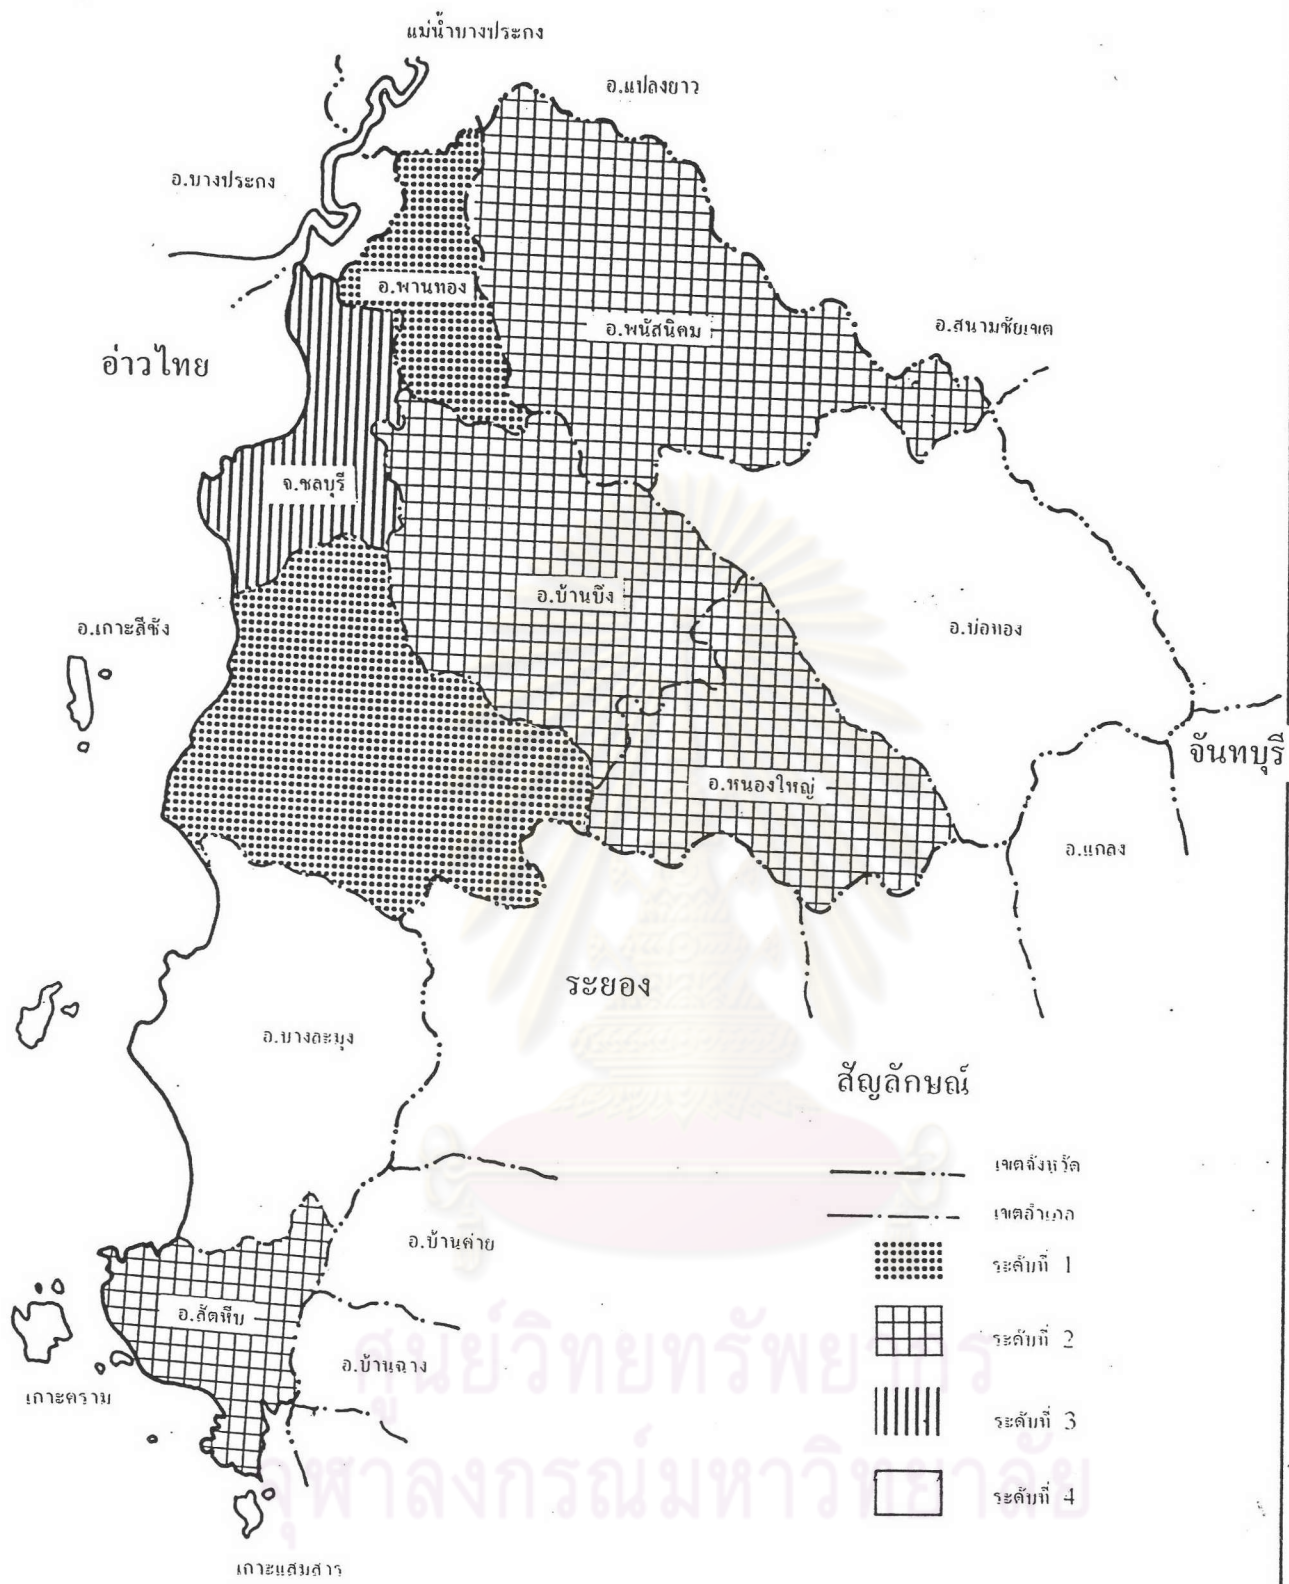 แม่น้ำบางประกง
อ.แปลงยาว
อ.บางประกง
อ.พานทอง
อ.พนัสนิคม
อ.สนามชัยเขต
อ่าวไทย
จ.ชลบุรี
อ.บ้านบึง
อ.เกาะสีชัง
อ.บ่อทอง
จันทบุรี
อ.หนองใหญ่
อ.แกลง
ระยอง
อ.บางละมุง
สัญลักษณ์
เขตจังหวัด
เขตอำเภอ
อ.บ้านค่าย
ระดับที่ 1
อ.สัตหีบ
ระดับที่ 2
อ.บ้านฉาง
เกาะคราม
ระดับที่ 3
ระดับที่ 4
เกาะแสมสาร
ศูนย์วิทยทรัพยากร
จุฬาลงกรณ์มหาวิทยาลัย